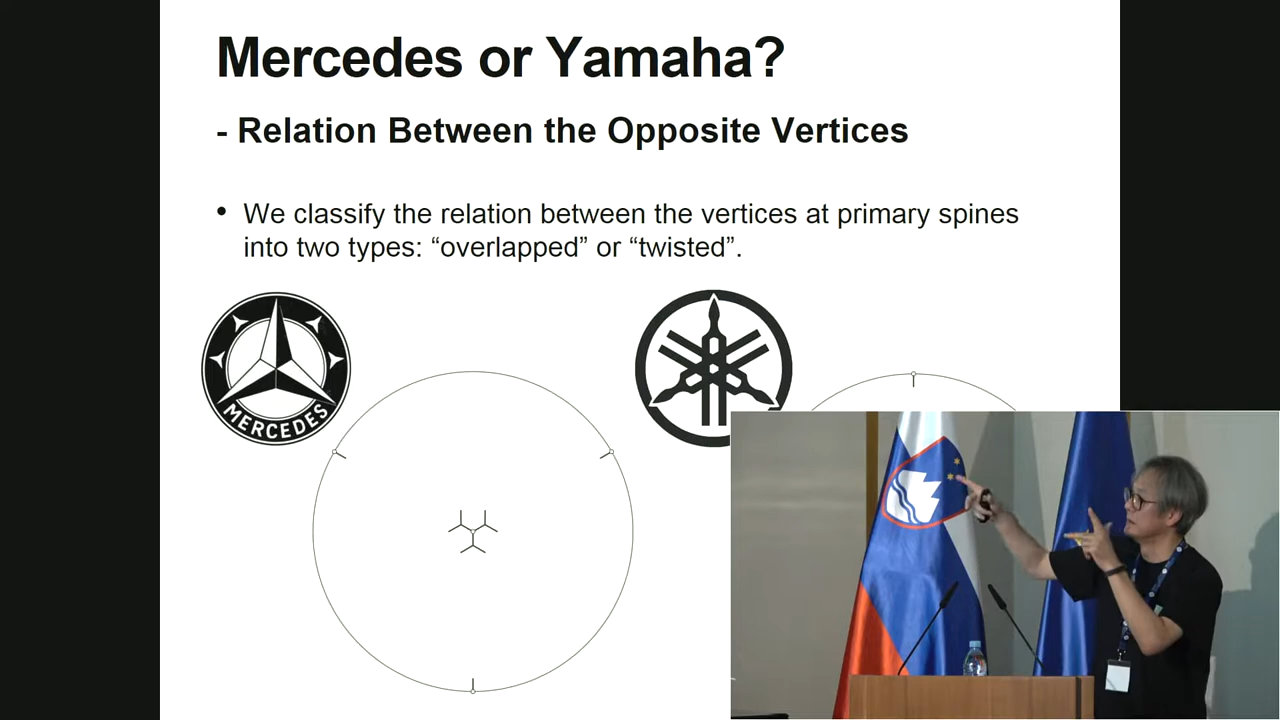 Mercedes or Yamaha?
- Relation Between the Opposite Vertices
• We classify the relation between the vertices at primary spines
into two types: “overlapped” or “twisted”.
MERCEDES